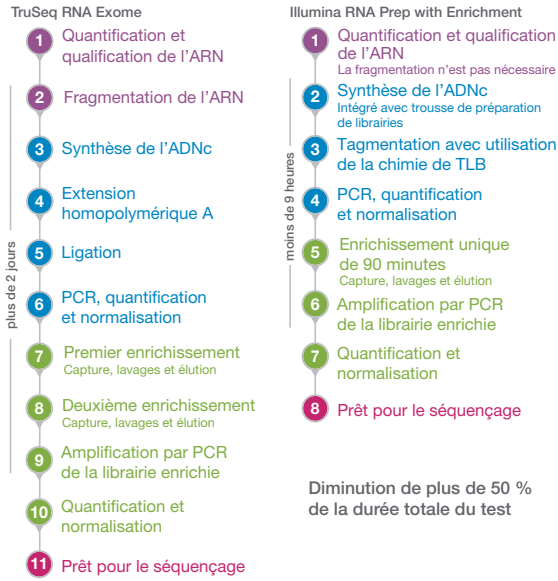 TruSeq RNA Exome
1
Quantification et
qualification de l'ARN
2
Fragmentation de l'ARN
3
Synthèse de l'ADNc
4
Extension
homopolymérique A
5
Ligation
6
PCR, quantification
et normalisation
7
Premier enrichissement
Capture, lavages et élution
8
Deuxième enrichissement
Capture, lavages et élution
9
Amplification par PCR
de la librairie enrichie
10
Quantification et
normalisation
11
Prêt pour le séquençage
plus de 2 jours
Illumina RNA Prep with Enrichment
1
Quantification et qualification
de l'ARN
La fragmentation n'est pas nécessaire
2
Synthèse de l'ADNc
Intégré avec trousse de préparation
de librairies
3
Tagmentation avec utilisation
de la chimie de TLB
4
PCR, quantification
et normalisation
5
Enrichissement unique
de 90 minutes
Capture, lavages et élution
6
Amplification par PCR
de la librairie enrichie
7
Quantification et
normalisation
8
Prêt pour le séquençage
moins de 9 heures
Diminution de plus de 50 %
de la durée totale du test